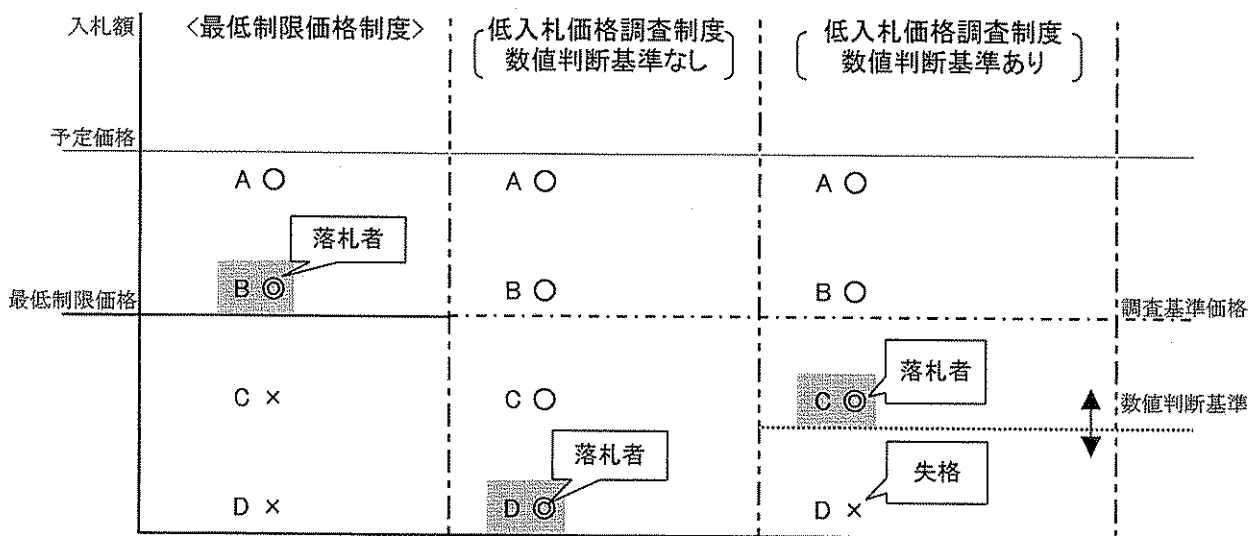 入札額
<最低制限価格制度>
低入札価格調査制度
数値判断基準なし
低入札価格調査制度
数値判断基準あり
予定価格
A ○
A ○
A ○
落札者
B ◎
B ○
B ○
最低制限価格
調査基準価格
C ×
C ○
C ◎
落札者
数値判断基準
D ×
D ◎
落札者
D ×
失格